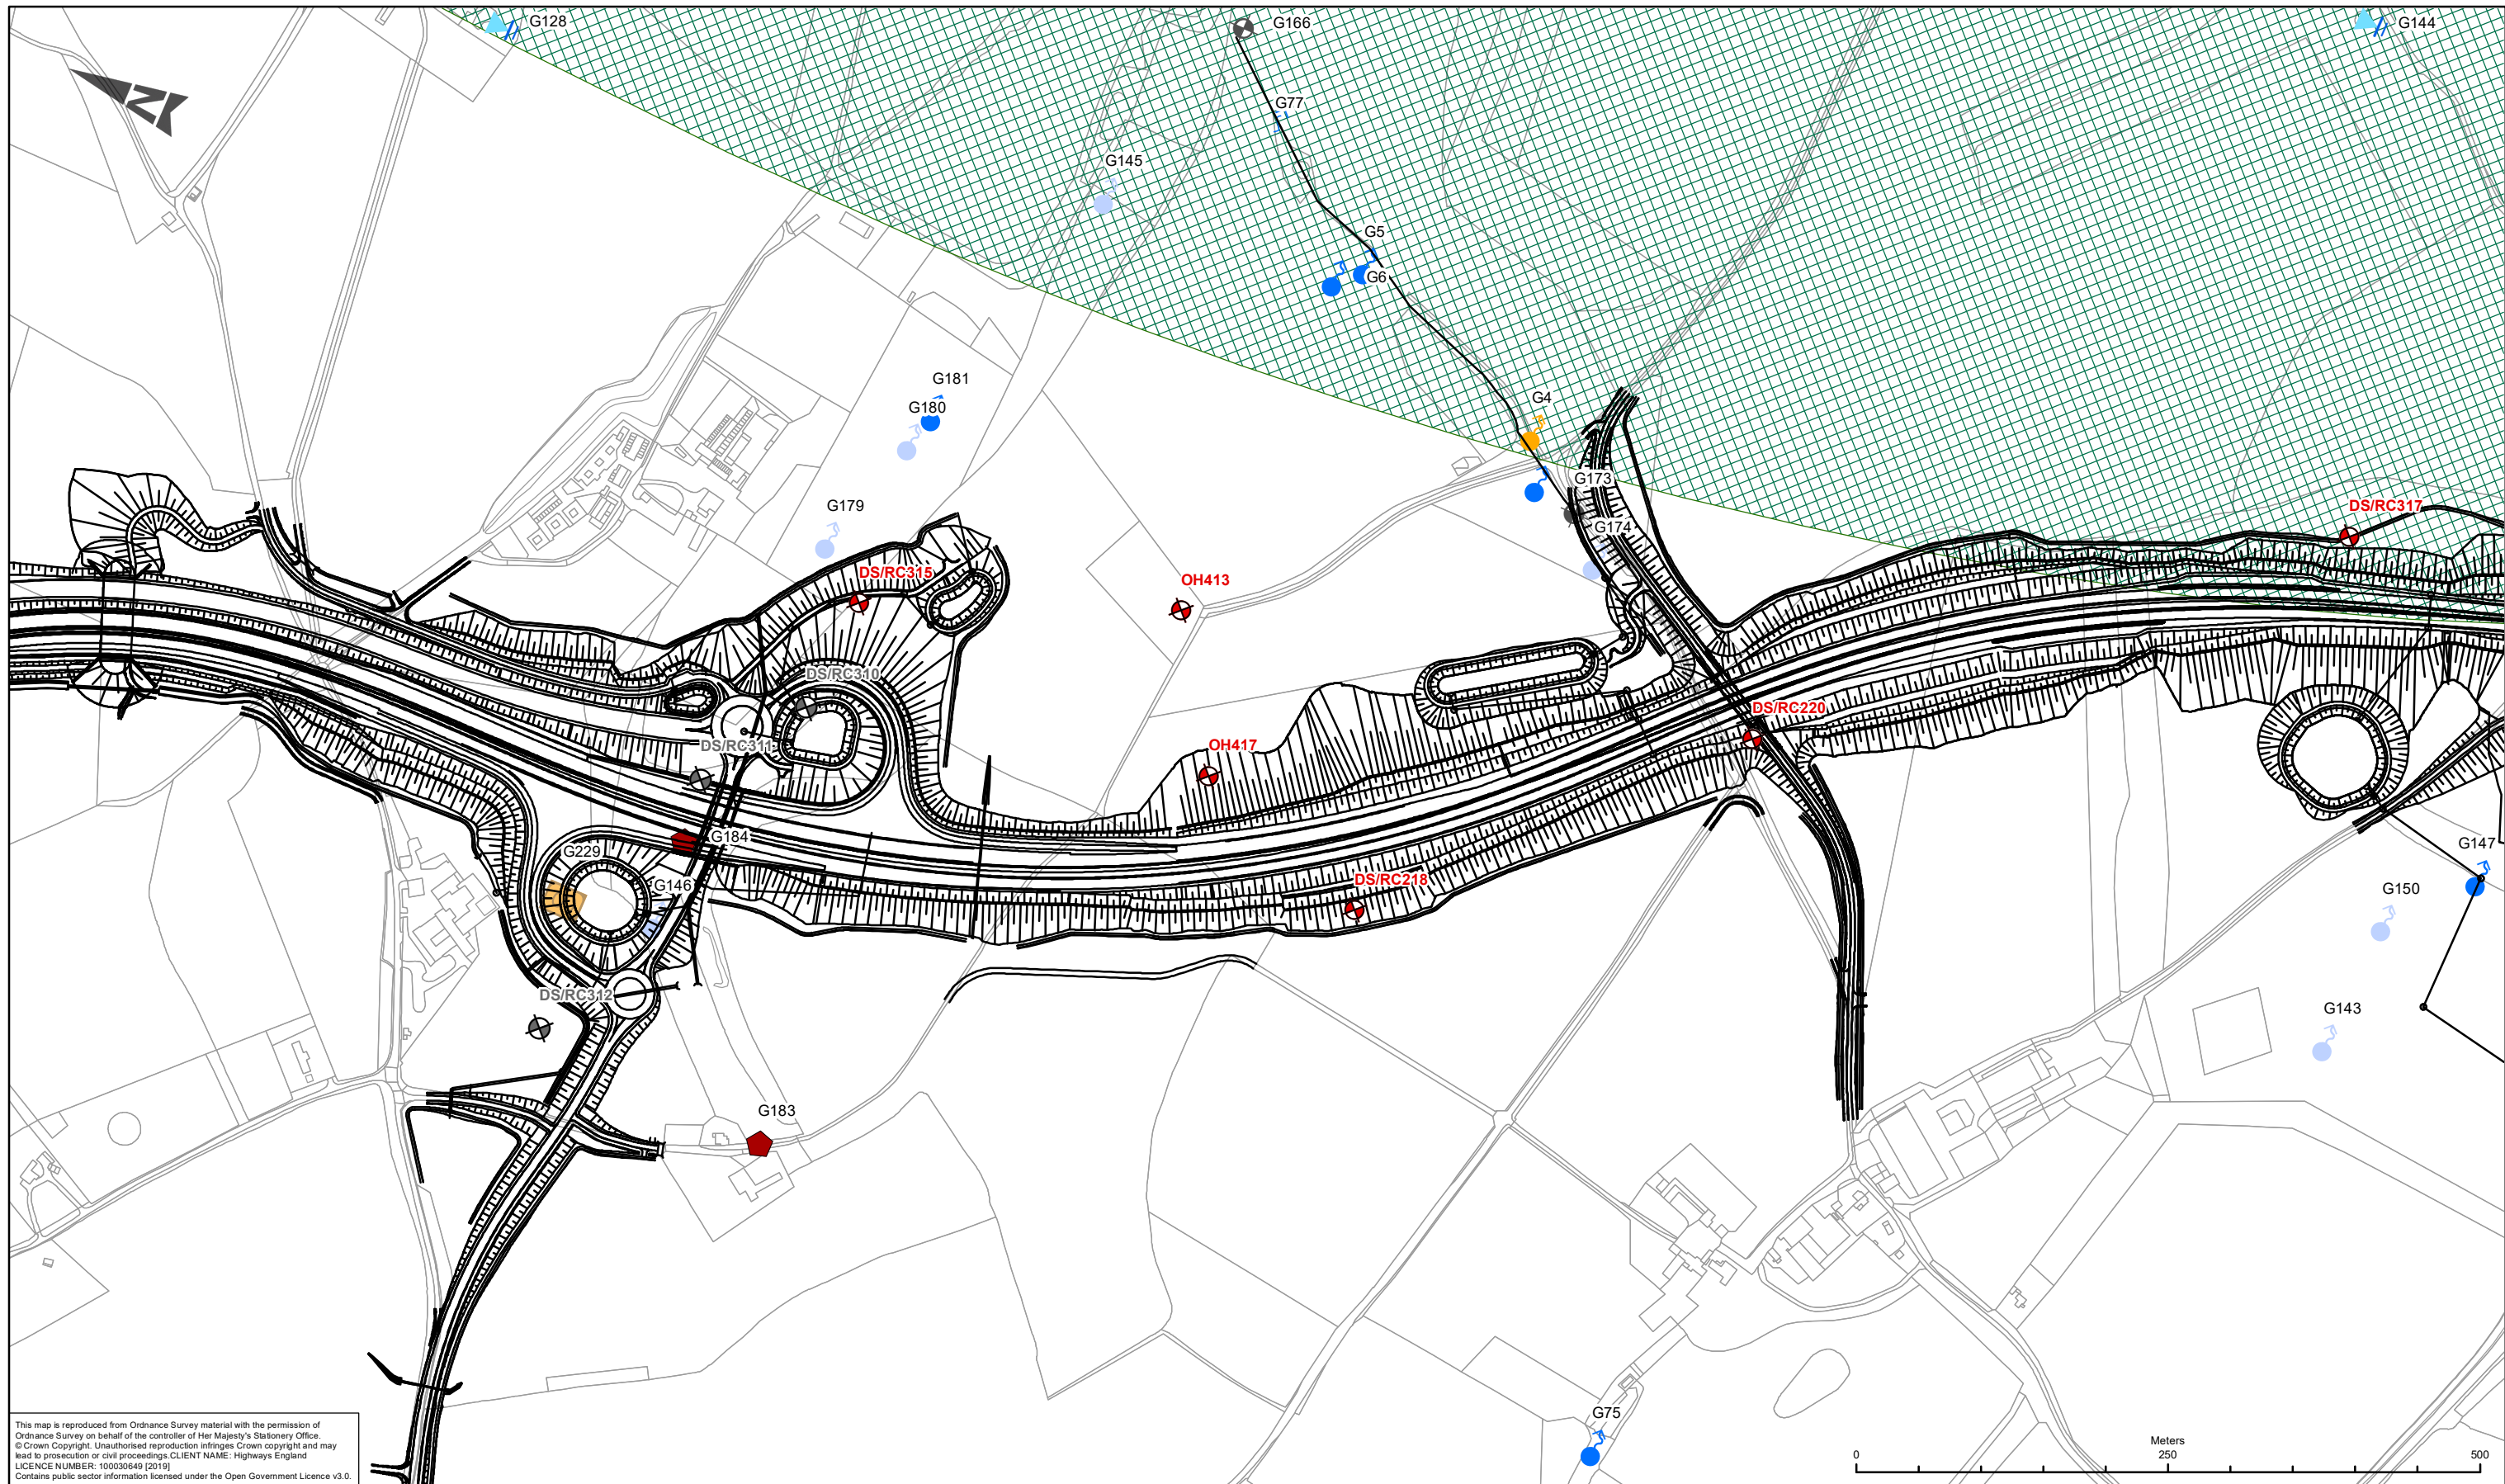 G128
G166
G144
N
G77
G145
G5
G6
G181
G180
G4
G173
G179
G174
DS/RC317
DS/RC315
OH413
DS/RC310
DS/RC220
DS/RC311
OH417
G184
G229
G147
G146
DS/RC218
G150
DS/RC312
G143
G183
G75
Meters
0 250 500
This map is reproduced from Ordnance Survey material with the permission of
Ordnance Survey on behalf of the controller of Her Majesty's Stationery Office.
© Crown Copyright. Unauthorised reproduction infringes Crown copyright and may
lead to prosecution or civil proceedings.CLIENT NAME: Highways England
LICENCE NUMBER: 100030649 [2019]
Contains public sector information licensed under the Open Government Licence v3.0.